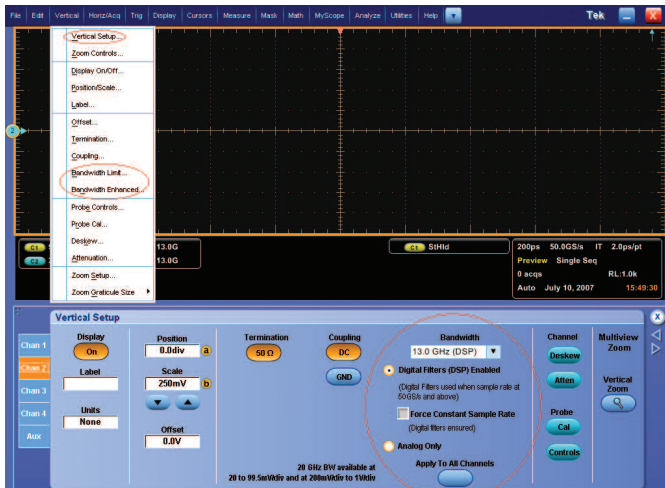 File Edit Vertical Horiz/Acq Trig Display Cursors Measure Mask Math MyScope Analyze Utilities Help Tek X
Vertical Setup...
Zoom Controls...
Display On/Off...
Position/Scale...
Label...
Offset...
2
Termination...
Coupling...
Bandwidth Limit...
Bandwidth Enhanced...
Probe Controls...
Probe Cal...
Deskew...
Attenuation...
Zoom Setup...
Zoom Graticule Size
C1 13.0G
C2 13.0G
C1 StHld
200ps 50.0GS/s IT 2.0ps/pt
Preview Single Seq
0 acqs RL:1.0k
Auto July 10, 2007 15:49:30
Vertical Setup X
Chan 1
Chan 2
Chan 3
Chan 4
Aux
Display
On
Label
Units
None
Position
0.0div a
Scale
250mV b
Offset
0.0V
Termination
50 Ω
Coupling
DC
GND
20 GHz BW available at
20 to 99.5mV/div and at 200mV/div to 1V/div
Bandwidth
13.0 GHz (DSP)
Digital Filters (DSP) Enabled
(Digital Filters used when sample rate at
50GS/s and above)
Force Constant Sample Rate
(Digital filters ensured)
Analog Only
Apply To All Channels
Channel
Deskew
Atten
Probe
Cal
Controls
Multiview
Zoom
Vertical
Zoom